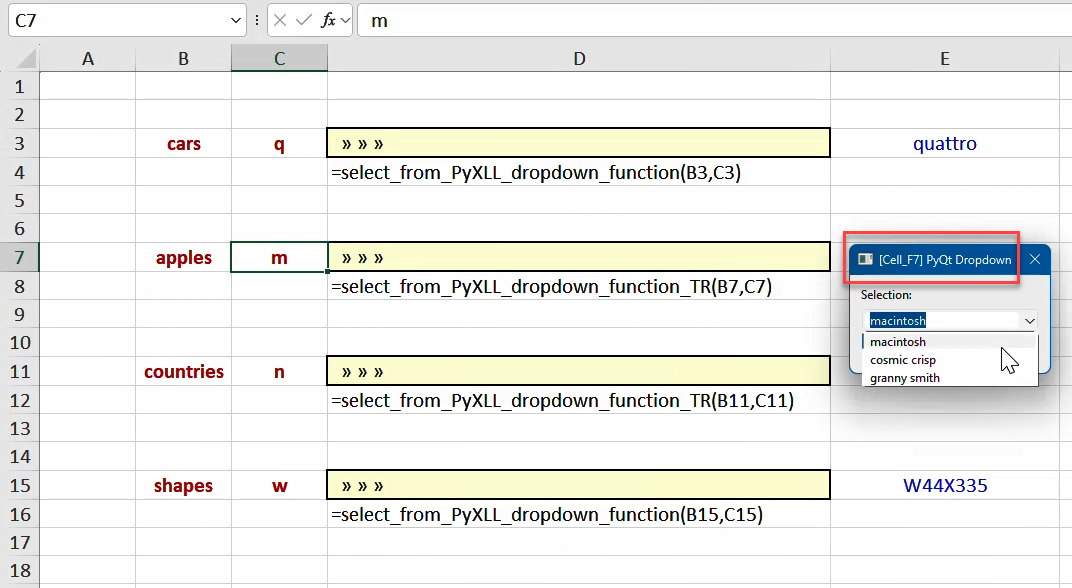 C7 fx m
A B C D E
1
2
3 cars q » » » quattro
4 =select_from_PyXLL_dropdown_function(B3,C3)
5
6
7 apples m » » » [Cell_F7] PyQt Dropdown
8 =select_from_PyXLL_dropdown_function_TR(B7,C7) Selection:
9 macintosh
10 macintosh
cosmic crisp
11 countries n » » » granny smith
12 =select_from_PyXLL_dropdown_function_TR(B11,C11)
13
14
15 shapes w » » » W44X335
16 =select_from_PyXLL_dropdown_function(B15,C15)
17
18